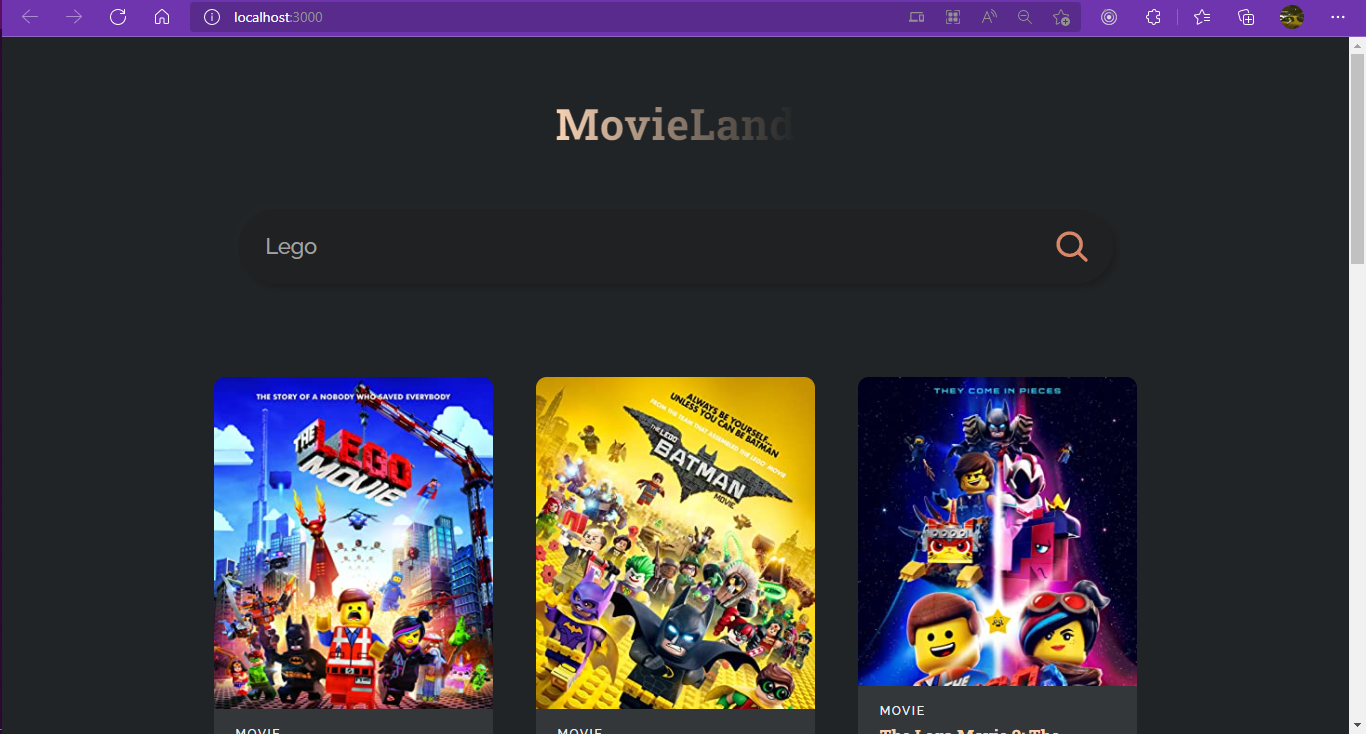 localhost:3000
MovieLand
Lego
THE STORY OF A NOBODY WHO SAVED EVERYBODY
THE LEGO
MOVIE
ALWAYS BE YOURSELF...
UNLESS YOU CAN BE BATMAN
FROM THE TEAM THAT ASSEMBLED THE LEGO MOVIE
THE LEGO
BATMAN
MOVIE
THEY COME IN PIECES
MOVIE
The Lego Movie 2: The
MOVIE
MOVIE